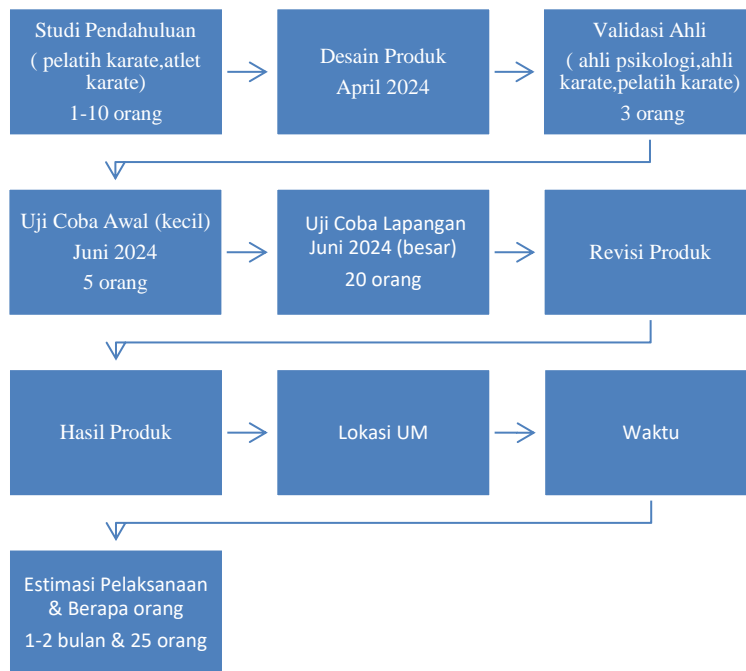 Studi Pendahuluan
( pelatih karate,atlet
karate)
1-10 orang
Desain Produk
April 2024
Validasi Ahli
( ahli psikologi,ahli
karate,pelatih karate)
3 orang
Uji Coba Awal (kecil)
Juni 2024
5 orang
Uji Coba Lapangan
Juni 2024 (besar)
20 orang
Revisi Produk
Hasil Produk
Lokasi UM
Waktu
Estimasi Pelaksanaan
& Berapa orang
1-2 bulan & 25 orang